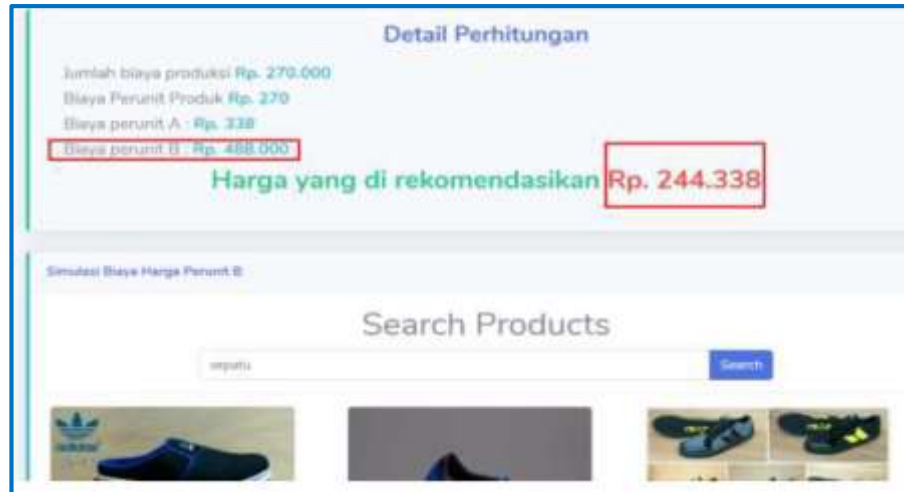 Detail Perhitungan
Jumlah biaya produksi Rp. 270.000
Biaya Perunit Produk Rp. 270
Biaya perunit A : Rp. 338
Biaya perunit B : Rp. 488.000
Harga yang di rekomendasikan Rp. 244.338
Simulasi Biaya Harga Perunit B
Search Products
sepatu
Search
adidas